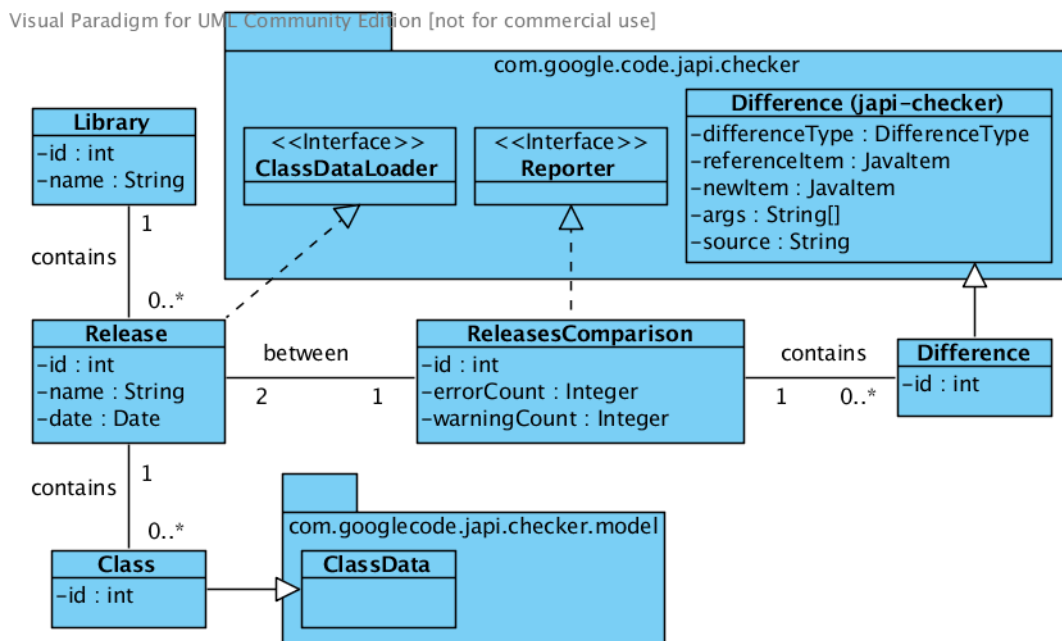 Visual Paradigm for UML Community Edition [not for commercial use]
com.google.code.japi.checker
Library
-id : int
-name : String
<<Interface>>
ClassDataLoader
<<Interface>>
Reporter
Difference (japi-checker)
-differenceType : DifferenceType
-referenceItem : JavaItem
-newItem : JavaItem
-args : String[]
-source : String
1
contains
0..*
Release
-id : int
-name : String
-date : Date
between
2
1
ReleasesComparison
-id : int
-errorCount : Integer
-warningCount : Integer
contains
1
0..*
Difference
-id : int
1
contains
0..*
Class
-id : int
com.googlecode.japi.checker.model
ClassData